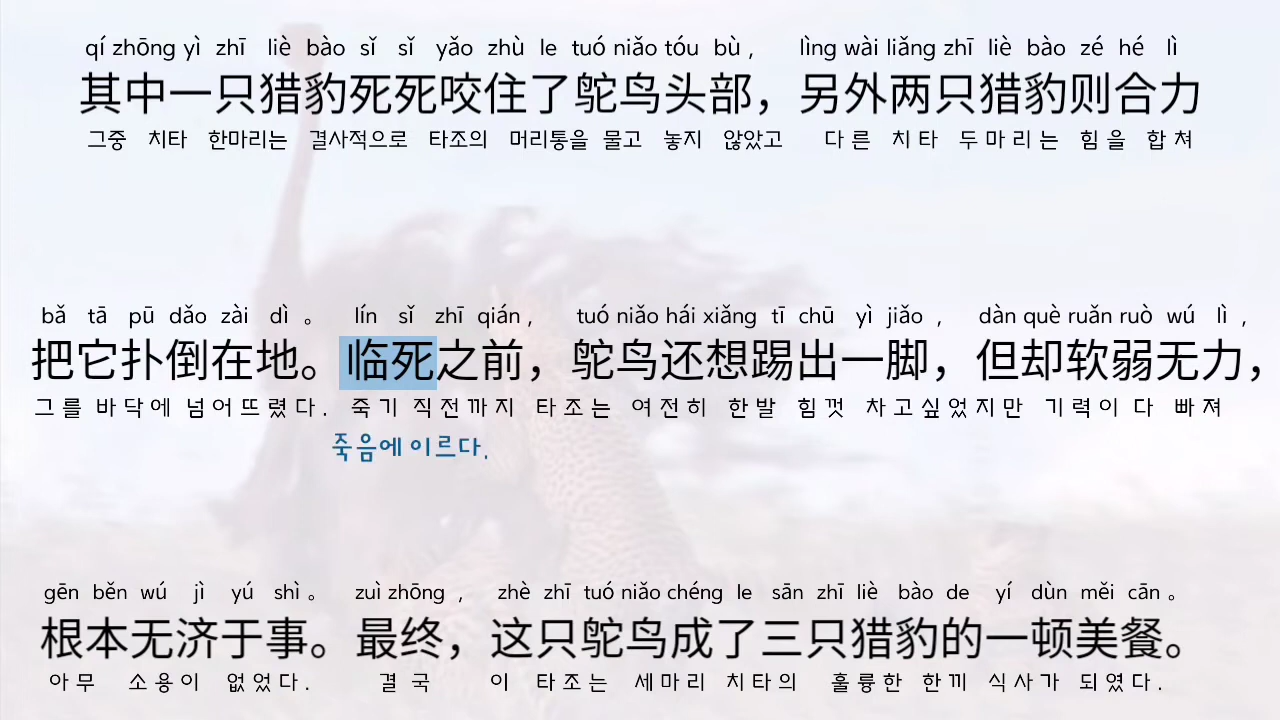 qí zhōng yì zhī liè bào sǐ sǐ yǎo zhù le tuó niǎo tóu bù , lìng wài liǎng zhī liè bào zé hé lì
其中一只猎豹死死咬住了鸵鸟头部，另外两只猎豹则合力
그중 치타 한마리는 결사적으로 타조의 머리통을 물고 놓지 않았고 다른 치타 두마리는 힘을 합쳐
bǎ tā pū dǎo zài dì 。 lín sǐ zhī qián , tuó niǎo hái xiǎng tī chū yì jiǎo , dàn què ruǎn ruò wú lì ,
把它扑倒在地。临死之前，鸵鸟还想踢出一脚，但却软弱无力，
그를 바닥에 넘어뜨렸다. 죽기 직전까지 타조는 여전히 한발 힘껏 차고싶었지만 기력이 다 빠져
죽음에 이르다.
gēn běn wú jì yú shì 。 zuì zhōng , zhè zhī tuó niǎo chéng le sān zhī liè bào de yí dùn měi cān 。
根本无济于事。最终，这只鸵鸟成了三只猎豹的一顿美餐。
아무 소용이 없었다. 결국 이 타조는 세마리 치타의 훌륭한 한끼 식사가 되였다.